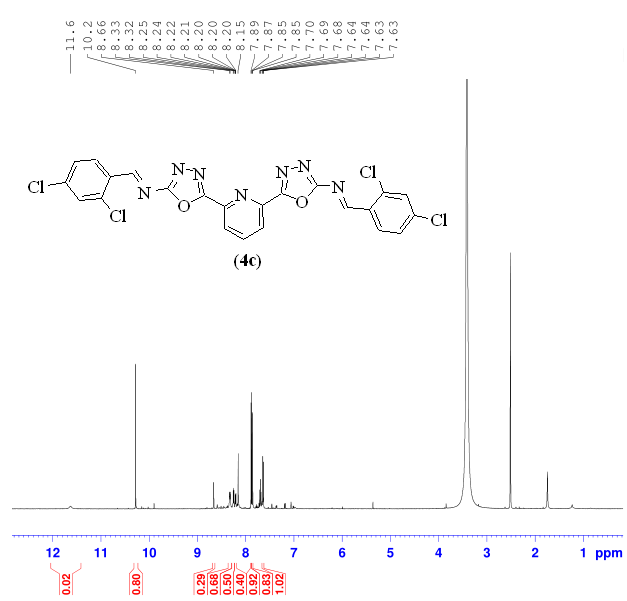 11.6 10.2 8.66 8.33 8.32 8.25 8.24 8.22 8.21 8.20 8.20 8.20 8.15 7.89 7.87 7.85 7.85 7.70 7.69 7.68 7.64 7.64 7.63 7.63
N N N N Cl
Cl N O N O N Cl
Cl
(4c)
12 11 10 9 8 7 6 5 4 3 2 1 ppm
0.02 0.80 0.29 0.68 0.50 0.40 0.92 0.83 1.02